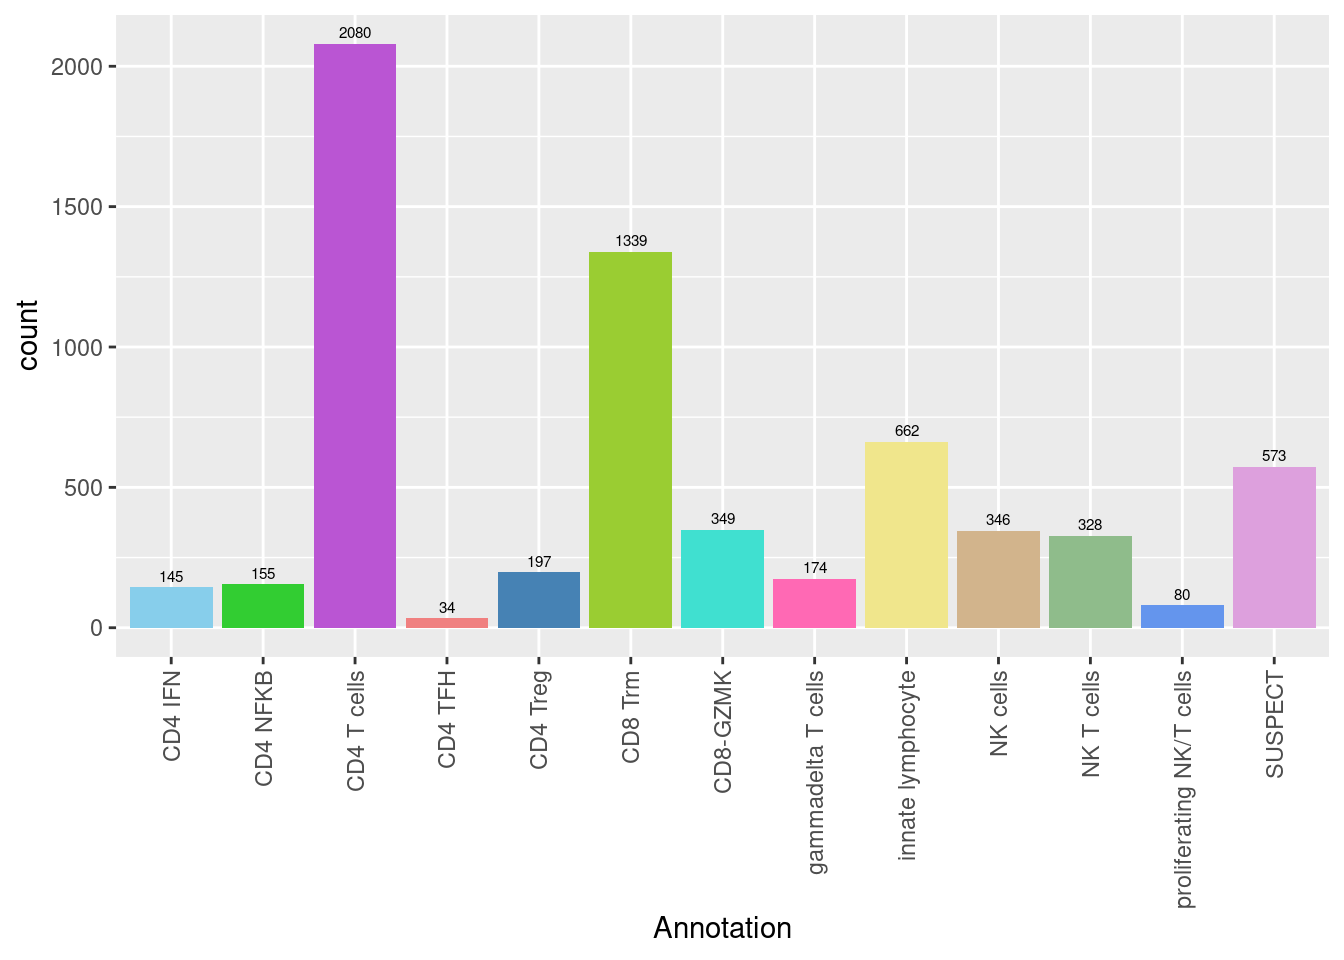 count
2000
1500
1000
500
0
145
155
2080
34
197
1339
349
174
662
346
328
80
573
CD4 IFN
CD4 NFKB
CD4 T cells
CD4 TFH
CD4 Treg
CD8 Trm
CD8-GZMK
gammadelta T cells
innate lymphocyte
NK cells
NK T cells
proliferating NK/T cells
SUSPECT
Annotation